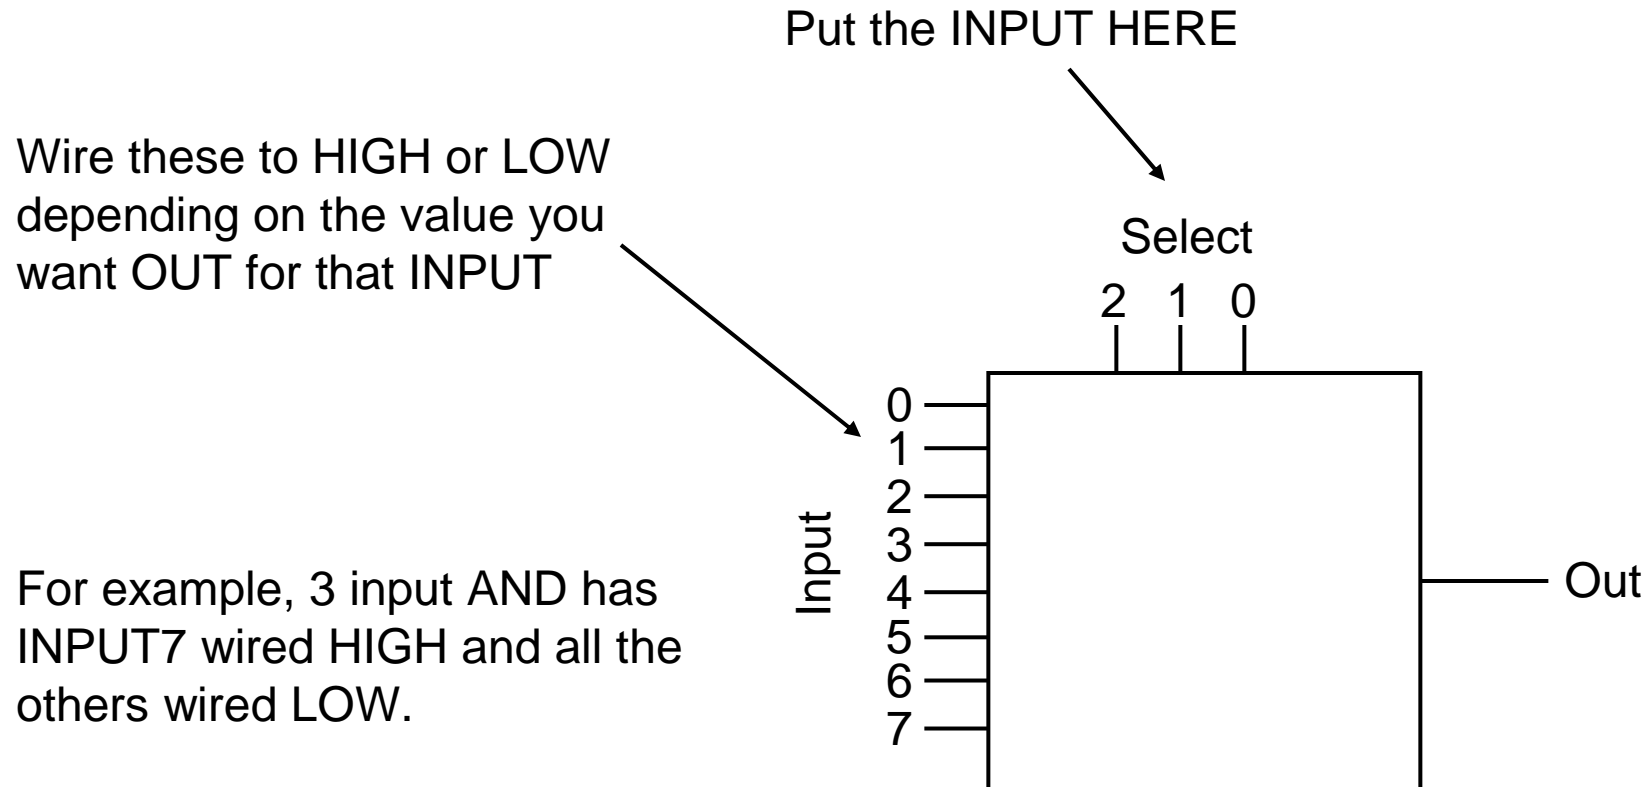 Put the INPUT HERE
Wire these to HIGH or LOW
depending on the value you
want OUT for that INPUT
Select
2 1 0
0
1
2
3
4
5
6
7
Input
Out
For example, 3 input AND has
INPUT7 wired HIGH and all the
others wired LOW.